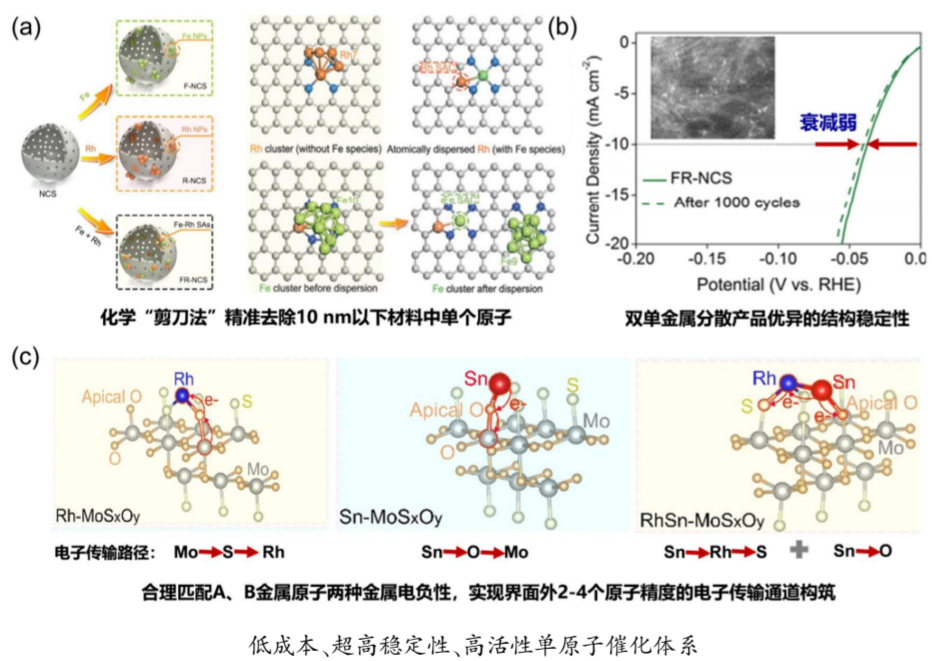 (a)
Fe NPs
F-NCS
Fe
NCS
Rh
Rh NPs
R-NCS
Fe + Rh
Fe-Rh SAs
FR-NCS
Rh7
Rh cluster (without Fe species)
Rh SAC
Atomically dispersed Rh (with Fe species)
Fe10
Fe cluster before dispersion
Fe SAC
Fe9
Fe cluster after dispersion
化学“剪刀法”精准去除10 nm以下材料中单个原子
(b)
Current Density (mA cm-2)
0
-5
-10
-15
-20
衰减弱
FR-NCS
After 1000 cycles
-0.20
-0.15
-0.10
-0.05
0.0
Potential (V vs. RHE)
双单金属分散产品优异的结构稳定性
(c)
Rh
Apical O
e-
S
O
Mo
Rh-MoSxOy
Sn
Apical O
e-
O
Mo
Sn-MoSxOy
Rh
Sn
S
e-
e-
Apical O
Mo
RhSn-MoSxOy
电子传输路径： Mo→S→Rh
Sn→O→Mo
Sn→Rh→S + Sn→O
合理匹配A、B金属原子两种金属电负性，实现界面外2-4个原子精度的电子传输通道构筑
低成本、超高稳定性、高活性单原子催化体系